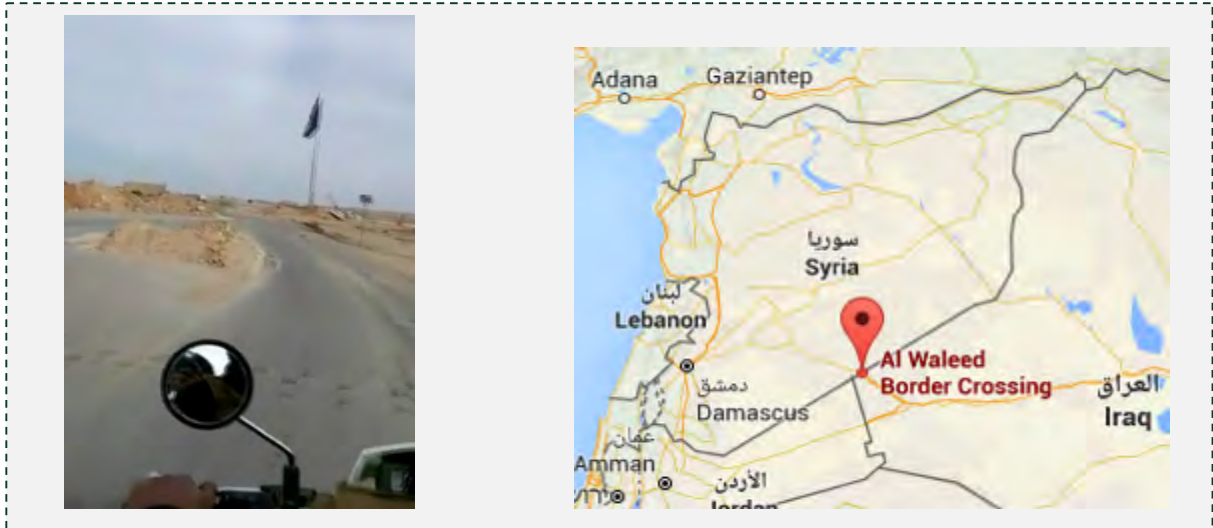 Adana
Gaziantep
سوريا
Syria
لبنان
Lebanon
Al Waleed
Border Crossing
دمشق
Damascus
العراق
Iraq
عمان
Amman
الأردن
Jordan